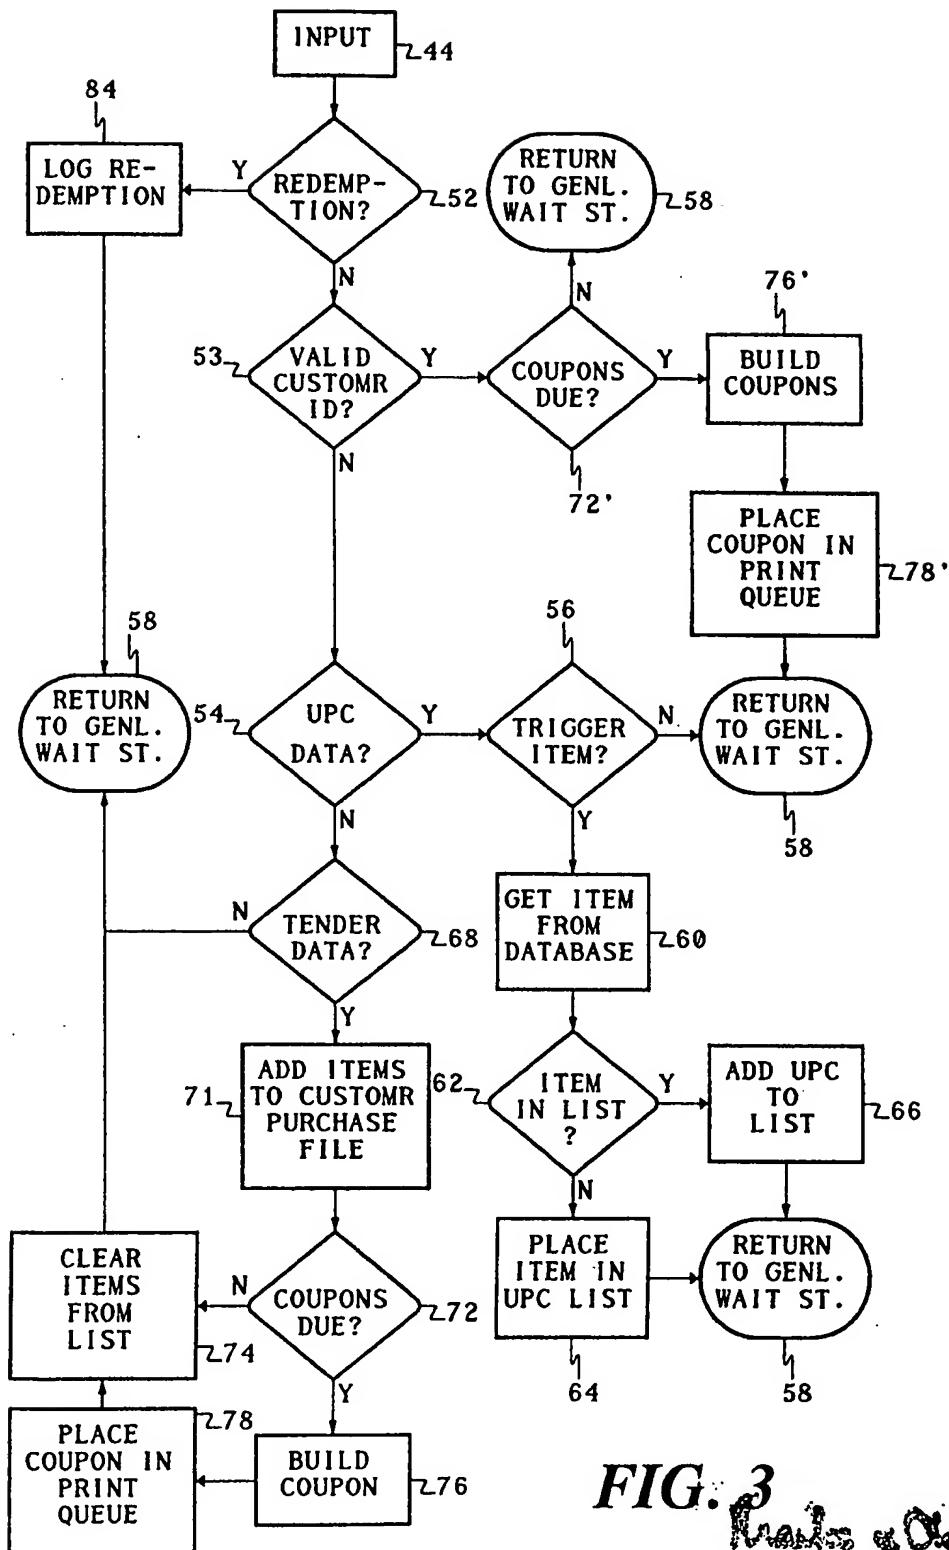 INPUT
44
84
LOG RE-
DEMPTION
Y
REDEMP-
TION?
52
RETURN
TO GENL.
WAIT ST.
58
N
N
76'
53
VALID
CUSTOMR
ID?
Y
COUPONS
DUE?
Y
BUILD
COUPONS
N
72'
PLACE
COUPON IN
PRINT
QUEUE
78'
58
56
RETURN
TO GENL.
WAIT ST.
54
UPC
DATA?
Y
TRIGGER
ITEM?
N
RETURN
TO GENL.
WAIT ST.
N
Y
58
N
TENDER
DATA?
68
GET ITEM
FROM
DATABASE
60
Y
71
ADD ITEMS
TO CUSTOMR
PURCHASE
FILE
62
ITEM
IN LIST
?
Y
ADD UPC
TO
LIST
66
N
CLEAR
ITEMS
FROM
LIST
74
N
COUPONS
DUE?
72
PLACE
ITEM IN
UPC LIST
64
RETURN
TO GENL.
WAIT ST.
58
Y
78
PLACE
COUPON IN
PRINT
QUEUE
BUILD
COUPON
76
FIG. 3